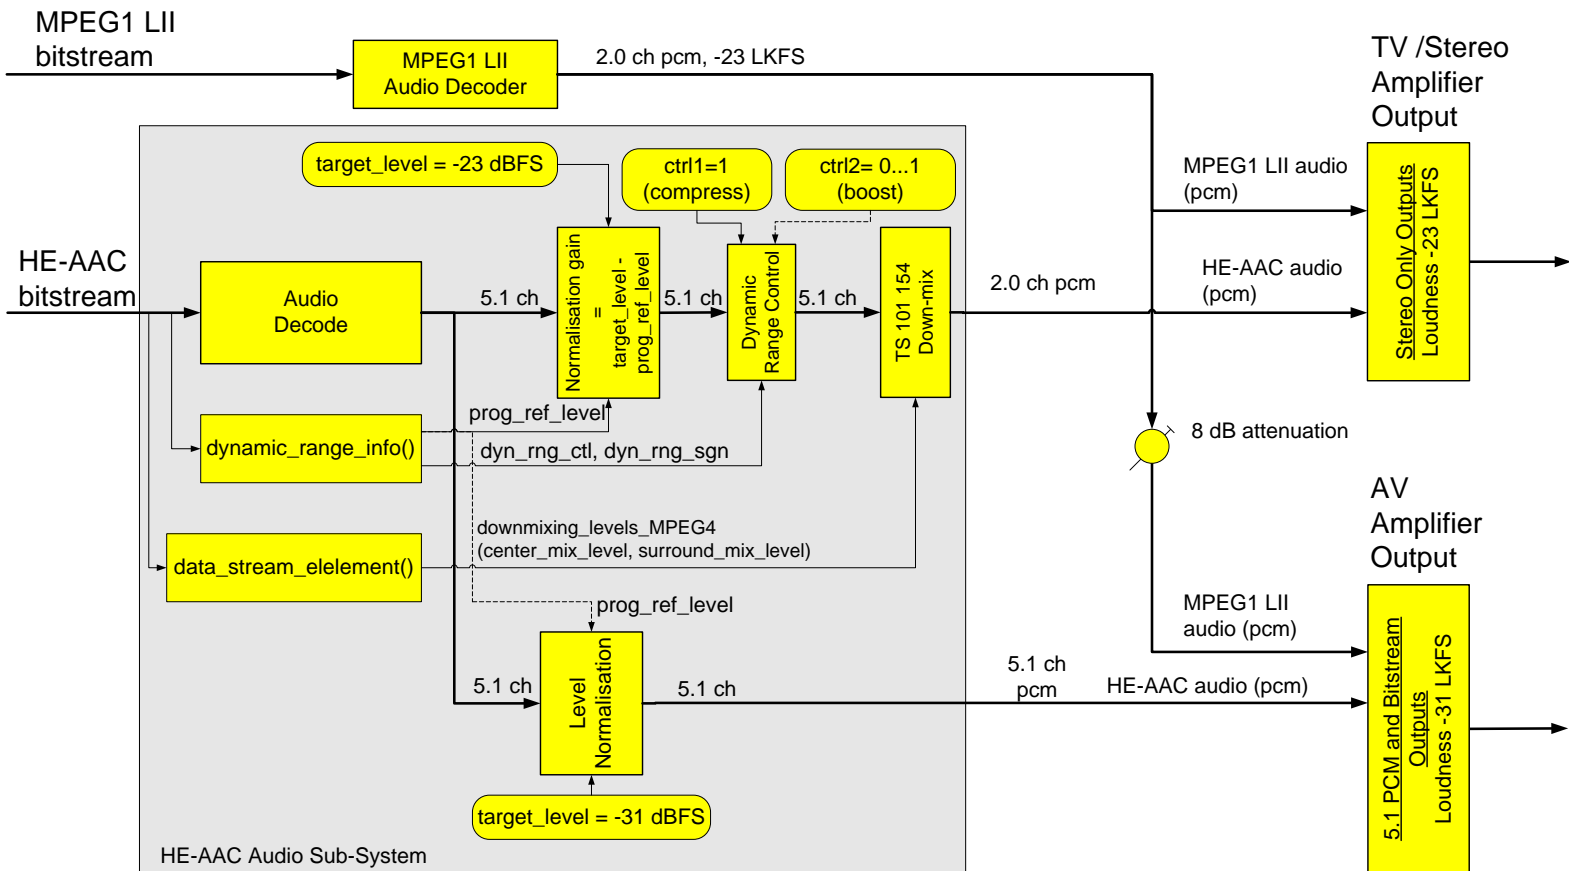 MPEG1 LII
bitstream
MPEG1 LII
Audio Decoder
2.0 ch pcm, -23 LKFS
TV /Stereo
Amplifier
Output
target_level = -23 dBFS
ctrl1=1
(compress)
ctrl2= 0...1
(boost)
MPEG1 LII audio
(pcm)
HE-AAC
bitstream
Audio
Decode
5.1 ch
Normalisation gain
=
target_level -
prog_ref_level
5.1 ch
Dynamic
Range Control
5.1 ch
TS 101 154
Down-mix
2.0 ch pcm
HE-AAC audio
(pcm)
Stereo Only Outputs
Loudness -23 LKFS
prog_ref_level
dynamic_range_info()
dyn_rng_ctl, dyn_rng_sgn
8 dB attenuation
AV
Amplifier
Output
downmixing_levels_MPEG4
(center_mix_level, surround_mix_level)
data_stream_elelement()
prog_ref_level
MPEG1 LII
audio (pcm)
5.1 ch
Level
Normalisation
5.1 ch
5.1 ch
pcm
HE-AAC audio (pcm)
5.1 PCM and Bitstream
Outputs
Loudness -31 LKFS
target_level = -31 dBFS
HE-AAC Audio Sub-System